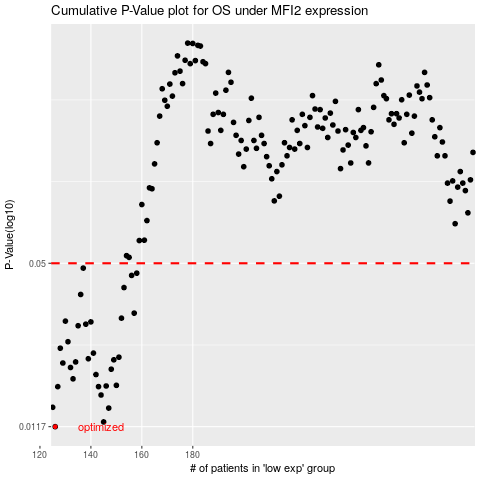 Cumulative P-Value plot for OS under MFI2 expression
P-Value(log10)
0.05
0.0117
optimized
120 140 160 180
# of patients in 'low exp' group